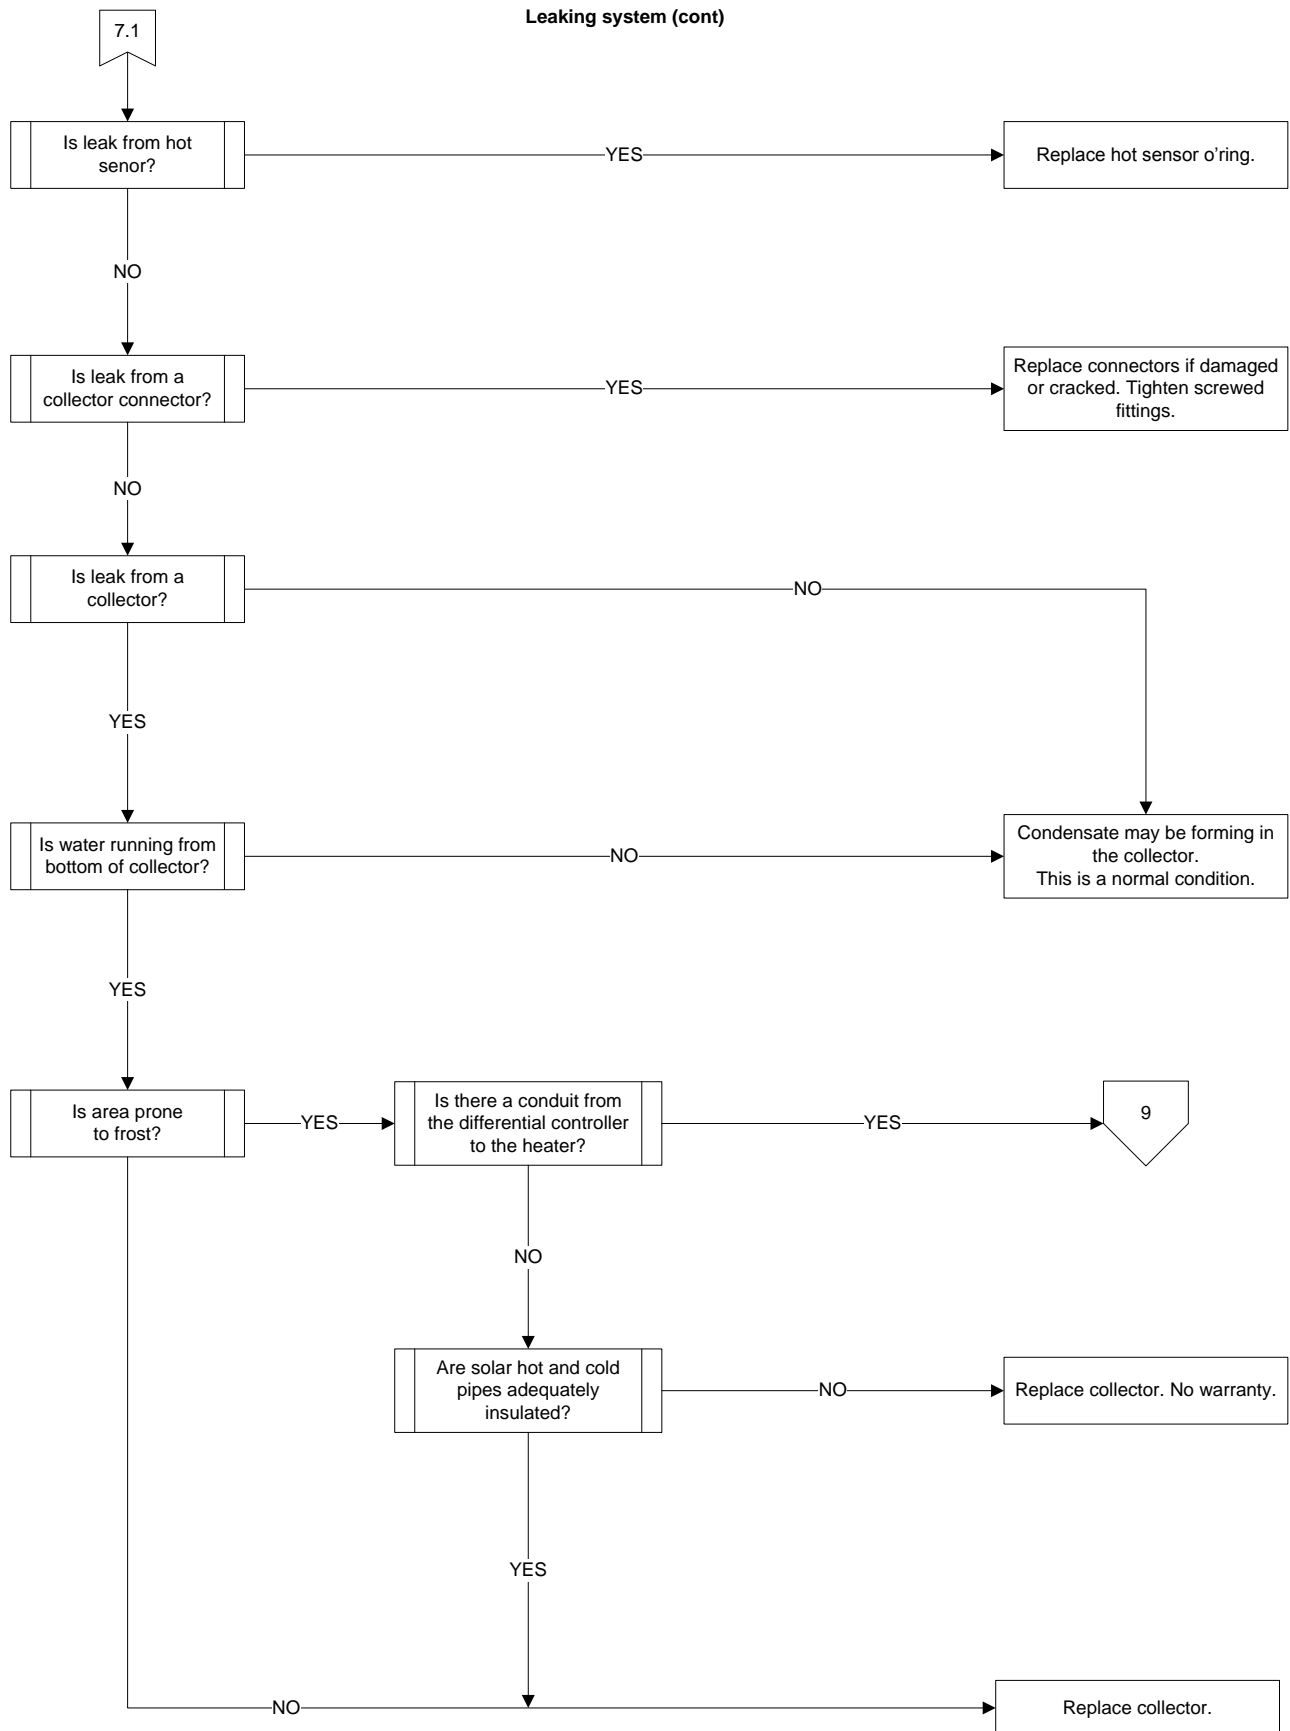 Leaking system (cont)
7.1
Is leak from hot
senor?
YES
Replace hot sensor o’ring.
NO
Is leak from a
collector connector?
YES
Replace connectors if damaged
or cracked. Tighten screwed
fittings.
NO
Is leak from a
collector?
NO
YES
Is water running from
bottom of collector?
NO
Condensate may be forming in
the collector.
This is a normal condition.
YES
Is area prone
to frost?
YES
Is there a conduit from
the differential controller
to the heater?
YES
9
NO
Are solar hot and cold
pipes adequately
insulated?
NO
Replace collector. No warranty.
YES
NO
Replace collector.